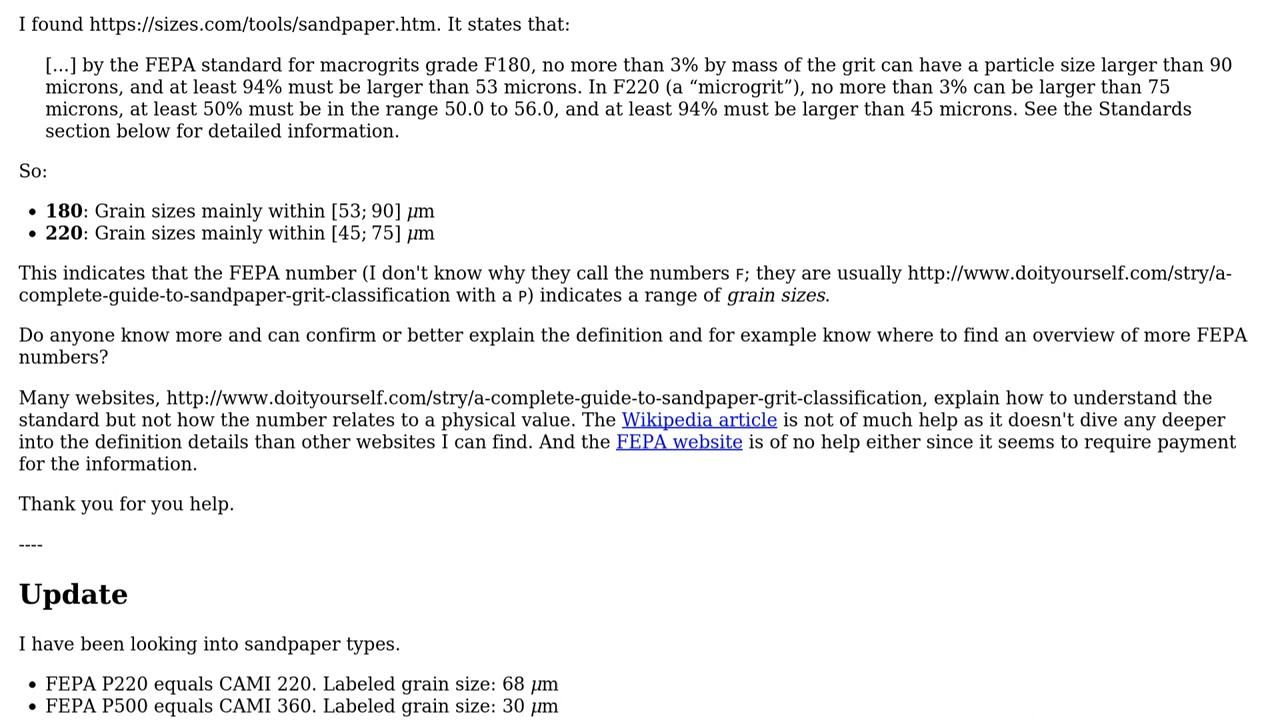 I found https://sizes.com/tools/sandpaper.htm. It states that:
[...] by the FEPA standard for macrogrits grade F180, no more than 3% by mass of the grit can have a particle size larger than 90
microns, and at least 94% must be larger than 53 microns. In F220 (a “microgrit”), no more than 3% can be larger than 75
microns, at least 50% must be in the range 50.0 to 56.0, and at least 94% must be larger than 45 microns. See the Standards
section below for detailed information.
So:
• 180: Grain sizes mainly within [53; 90] μm
• 220: Grain sizes mainly within [45; 75] μm
This indicates that the FEPA number (I don't know why they call the numbers F; they are usually http://www.doityourself.com/stry/a-
complete-guide-to-sandpaper-grit-classification with a P) indicates a range of grain sizes.
Do anyone know more and can confirm or better explain the definition and for example know where to find an overview of more FEPA
numbers?
Many websites, http://www.doityourself.com/stry/a-complete-guide-to-sandpaper-grit-classification, explain how to understand the
standard but not how the number relates to a physical value. The Wikipedia article is not of much help as it doesn't dive any deeper
into the definition details than other websites I can find. And the FEPA website is of no help either since it seems to require payment
for the information.
Thank you for you help.
----
Update
I have been looking into sandpaper types.
• FEPA P220 equals CAMI 220. Labeled grain size: 68 μm
• FEPA P500 equals CAMI 360. Labeled grain size: 30 μm